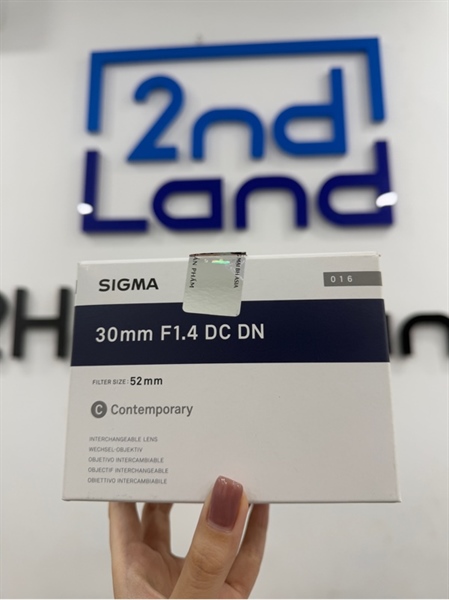 2nd
Land
SIGMA
016
30mm F1.4 DC DN
FILTER SIZE: 52mm
C Contemporary
INTERCHANGEABLE LENS
WECHSEL-OBJEKTIV
OBJETIVO INTERCAMBIABLE
OBJECTIF INTERCHANGEABLE
OBIETTIVO INTERCAMBIABILE